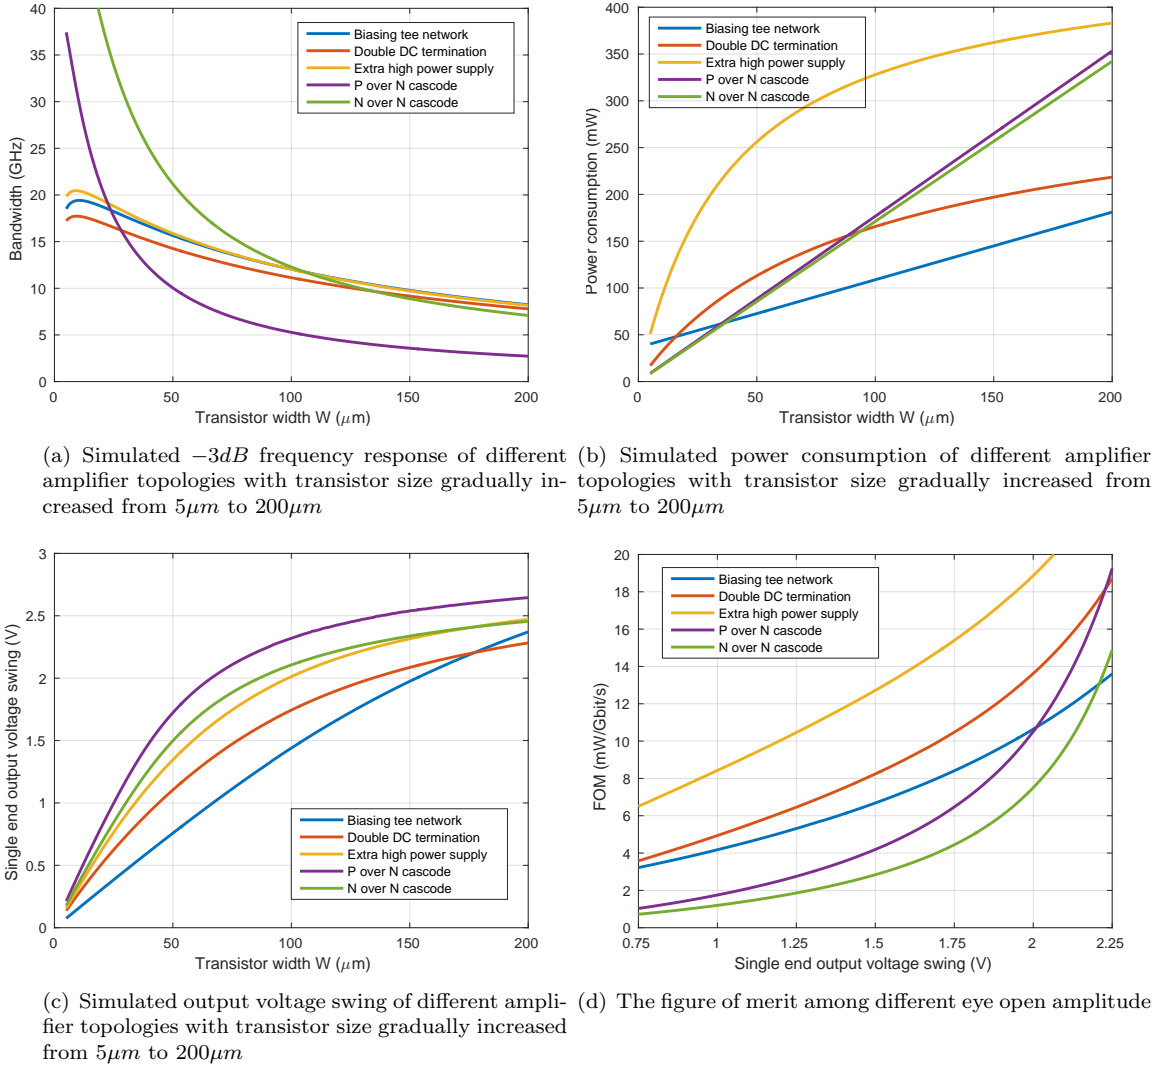 40
35
30
25
20
15
10
5
0
0
50
100
150
200
Bandwidth (GHz)
Transistor width W (μm)
Biasing tee network
Double DC termination
Extra high power supply
P over N cascode
N over N cascode
400
350
300
250
200
150
100
50
0
0
50
100
150
200
Power consumption (mW)
Transistor width W (μm)
Biasing tee network
Double DC termination
Extra high power supply
P over N cascode
N over N cascode
(a) Simulated −3dB frequency response of different
amplifier topologies with transistor size gradually in-
creased from 5μm to 200μm
(b) Simulated power consumption of different amplifier
topologies with transistor size gradually increased from
5μm to 200μm
3
2.5
2
1.5
1
0.5
0
0
50
100
150
200
Single end output voltage swing (V)
Transistor width W (μm)
Biasing tee network
Double DC termination
Extra high power supply
P over N cascode
N over N cascode
20
18
16
14
12
10
8
6
4
2
0
0.75
1
1.25
1.5
1.75
2
2.25
FOM (mW/Gbit/s)
Single end output voltage swing (V)
Biasing tee network
Double DC termination
Extra high power supply
P over N cascode
N over N cascode
(c) Simulated output voltage swing of different ampli-
fier topologies with transistor size gradually increased
from 5μm to 200μm
(d) The figure of merit among different eye open amplitude